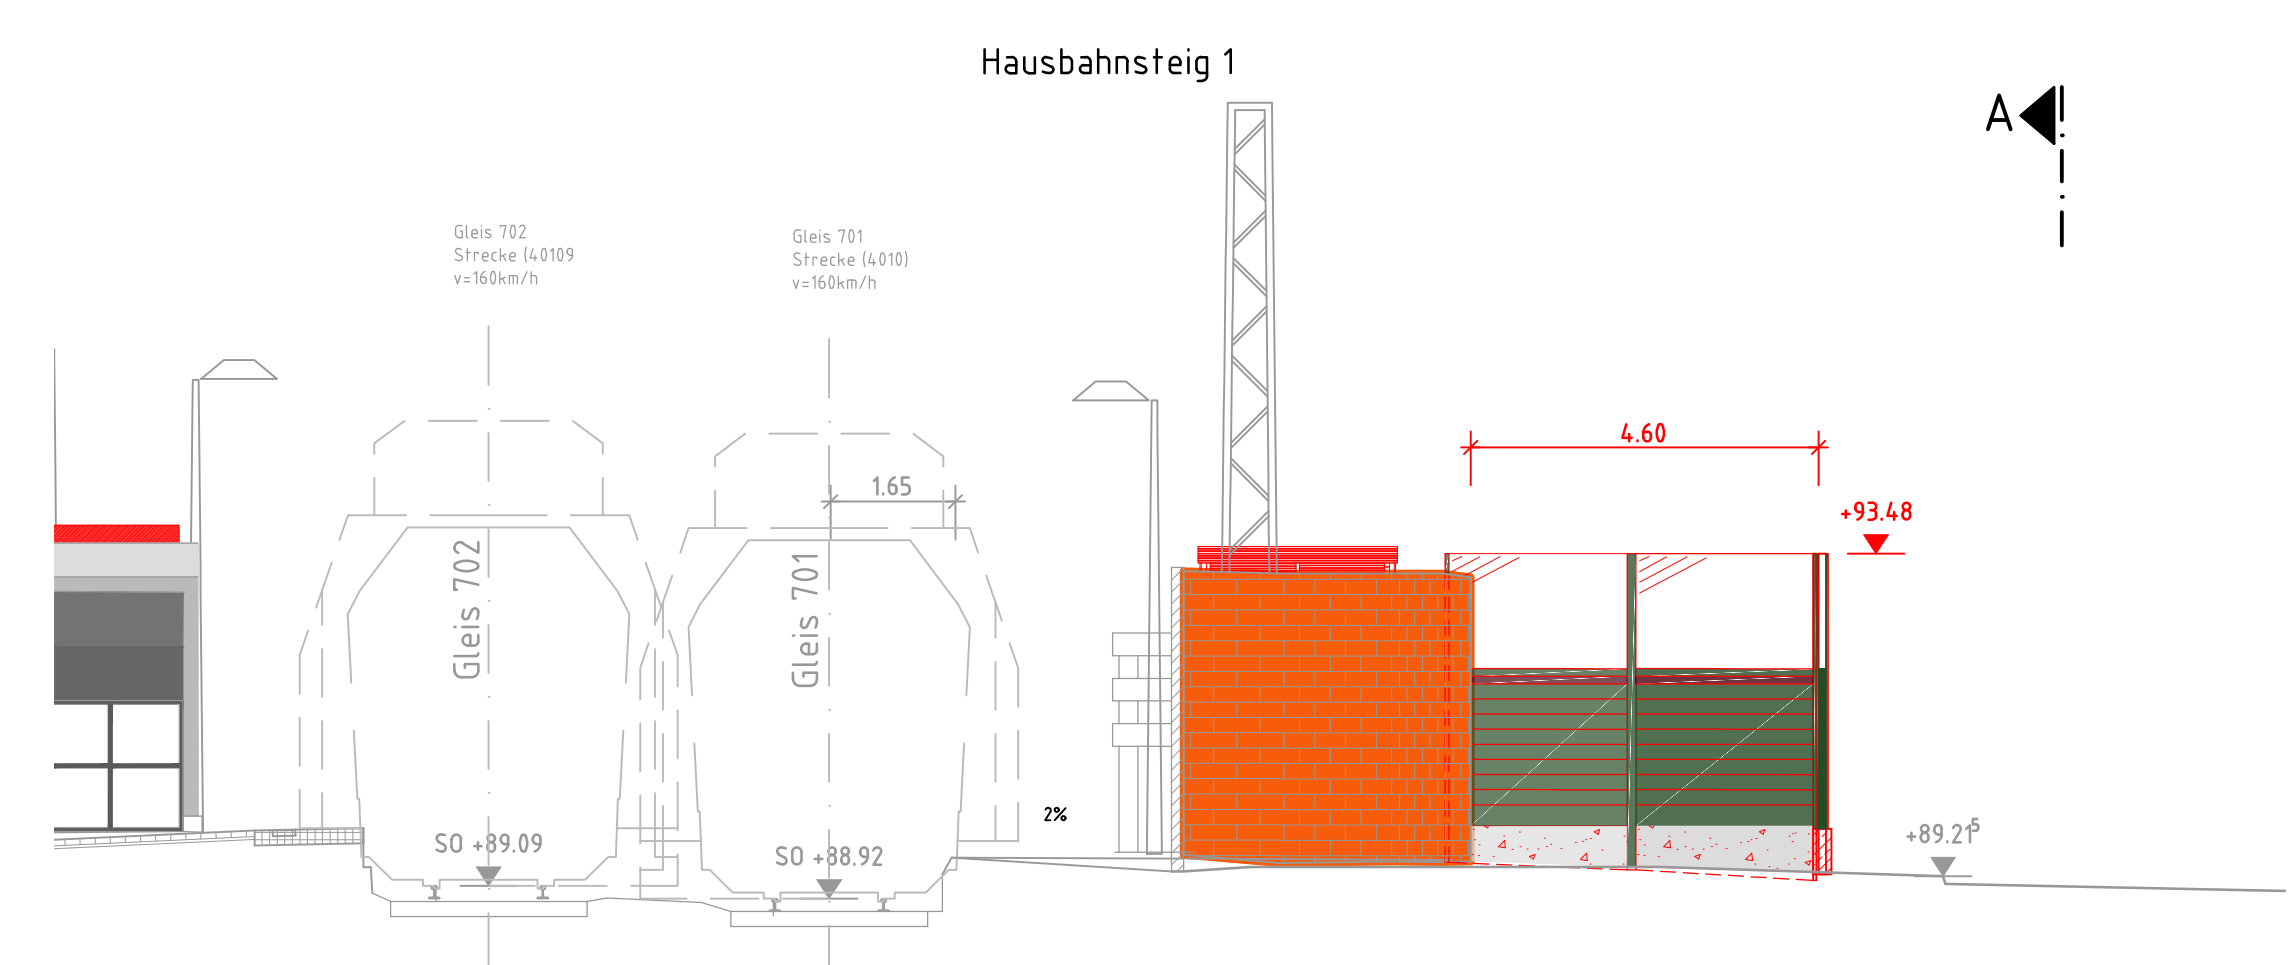 Hausbahnsteig 1
A
Gleis 702
Strecke (40109
v=160km/h
Gleis 701
Strecke (4010)
v=160km/h
4.60
1.65
+93.48
Gleis 702
Gleis 701
2%
+89.21⁵
SO +89.09
SO +88.92